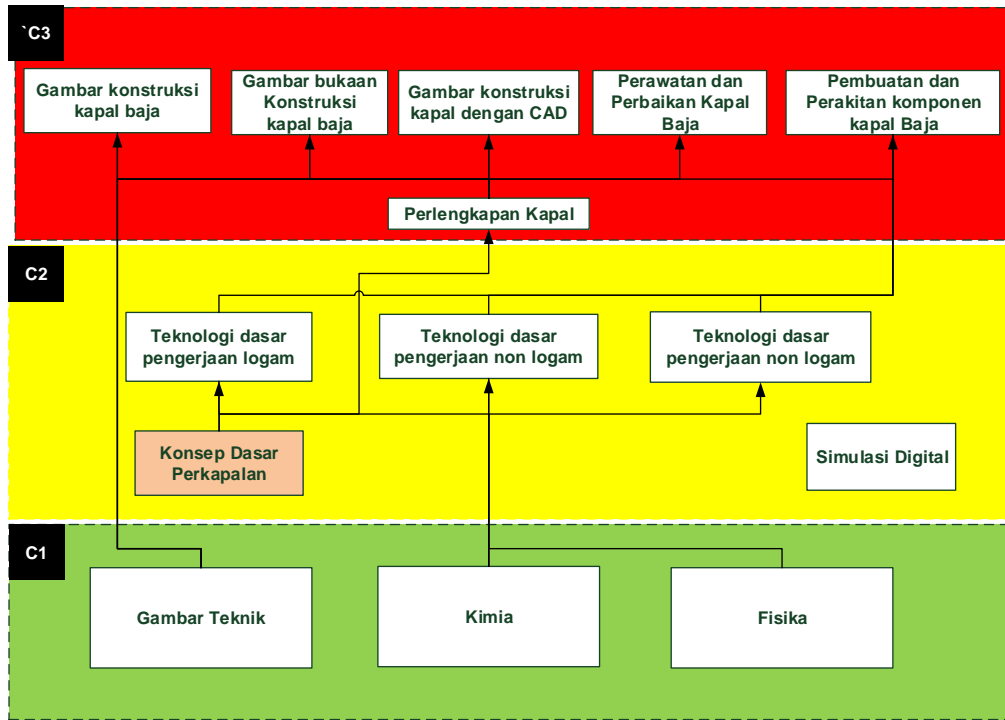 `C3
Gambar konstruksi
kapal baja
Gambar bukaan
Konstruksi
kapal baja
Gambar konstruksi
kapal dengan CAD
Perawatan dan
Perbaikan Kapal
Baja
Pembuatan dan
Perakitan komponen
kapal Baja
Perlengkapan Kapal
C2
Teknologi dasar
pengerjaan logam
Teknologi dasar
pengerjaan non logam
Teknologi dasar
pengerjaan non logam
Konsep Dasar
Perkapalan
Simulasi Digital
C1
Gambar Teknik
Kimia
Fisika